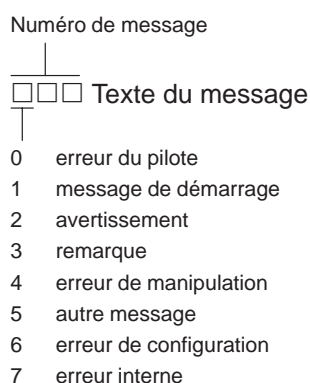 Numéro de message
□□□ Texte du message
0 erreur du pilote
1 message de démarrage
2 avertissement
3 remarque
4 erreur de manipulation
5 autre message
6 erreur de configuration
7 erreur interne